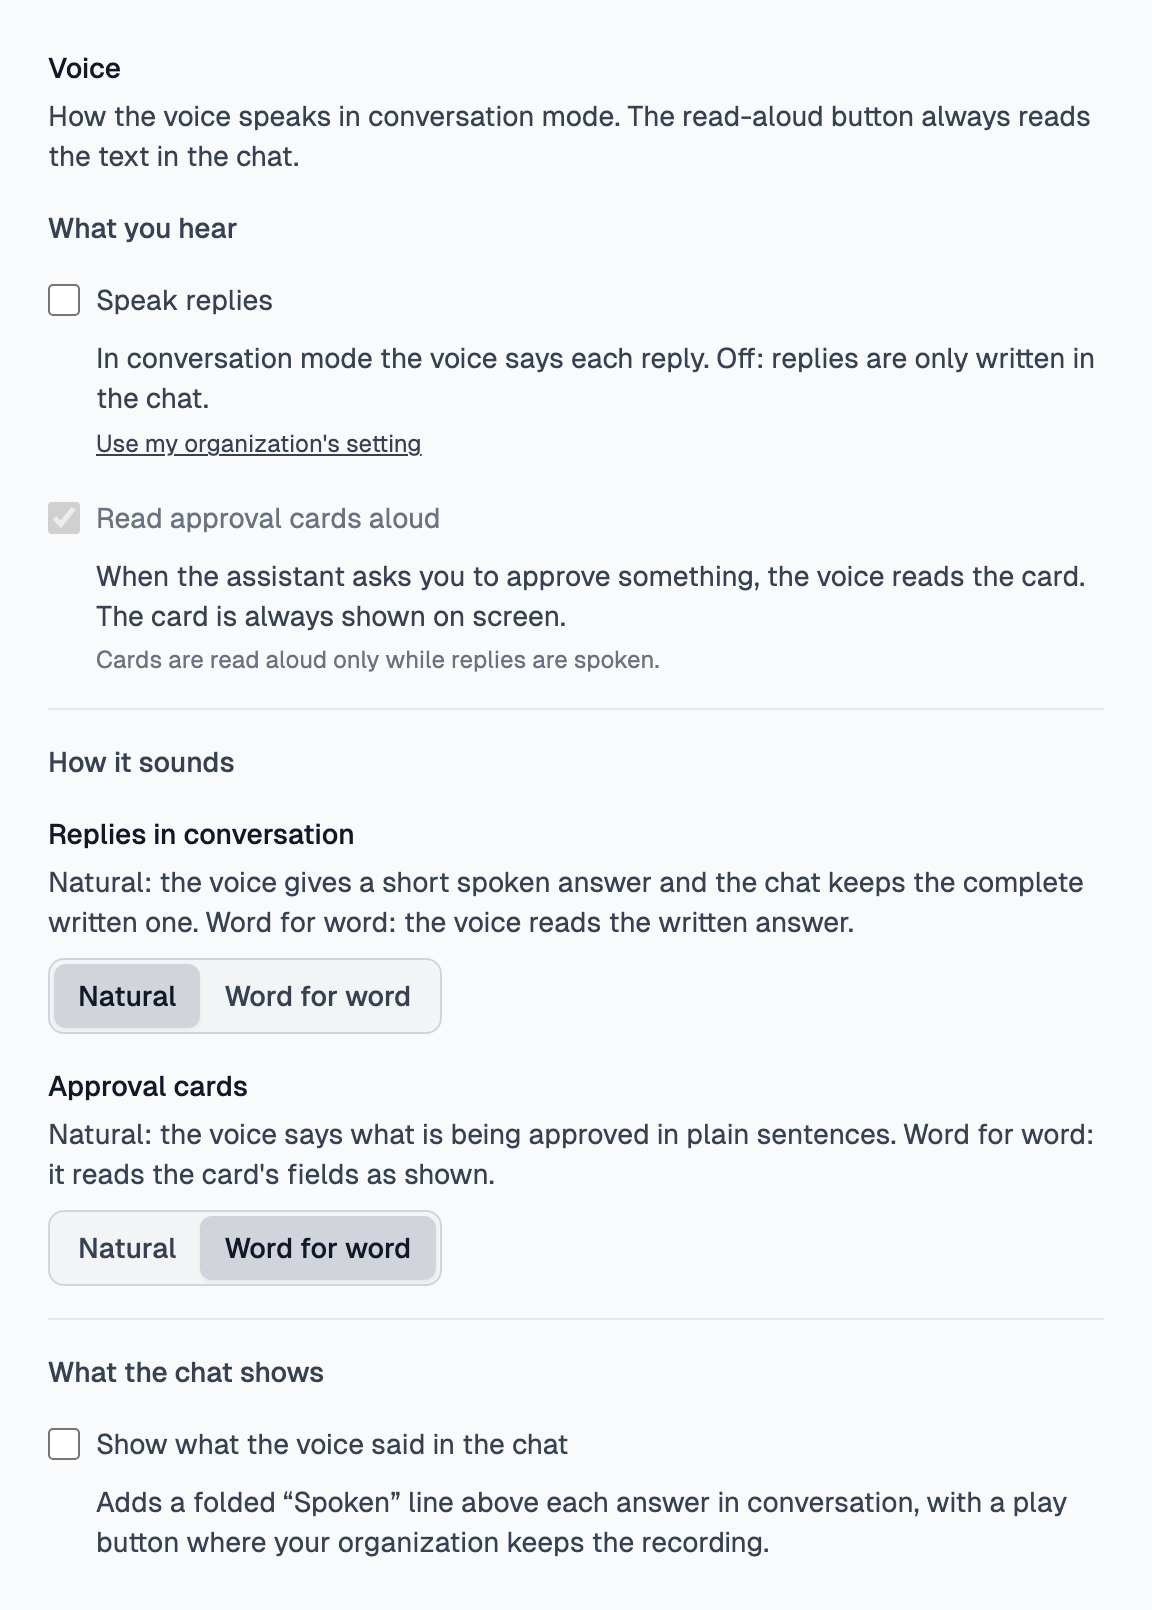 Voice
How the voice speaks in conversation mode. The read-aloud button always reads
the text in the chat.
What you hear
Speak replies
In conversation mode the voice says each reply. Off: replies are only written in
the chat.
Use my organization's setting
Read approval cards aloud
When the assistant asks you to approve something, the voice reads the card.
The card is always shown on screen.
Cards are read aloud only while replies are spoken.
How it sounds
Replies in conversation
Natural: the voice gives a short spoken answer and the chat keeps the complete
written one. Word for word: the voice reads the written answer.
Natural Word for word
Approval cards
Natural: the voice says what is being approved in plain sentences. Word for word:
it reads the card's fields as shown.
Natural Word for word
What the chat shows
Show what the voice said in the chat
Adds a folded “Spoken” line above each answer in conversation, with a play
button where your organization keeps the recording.